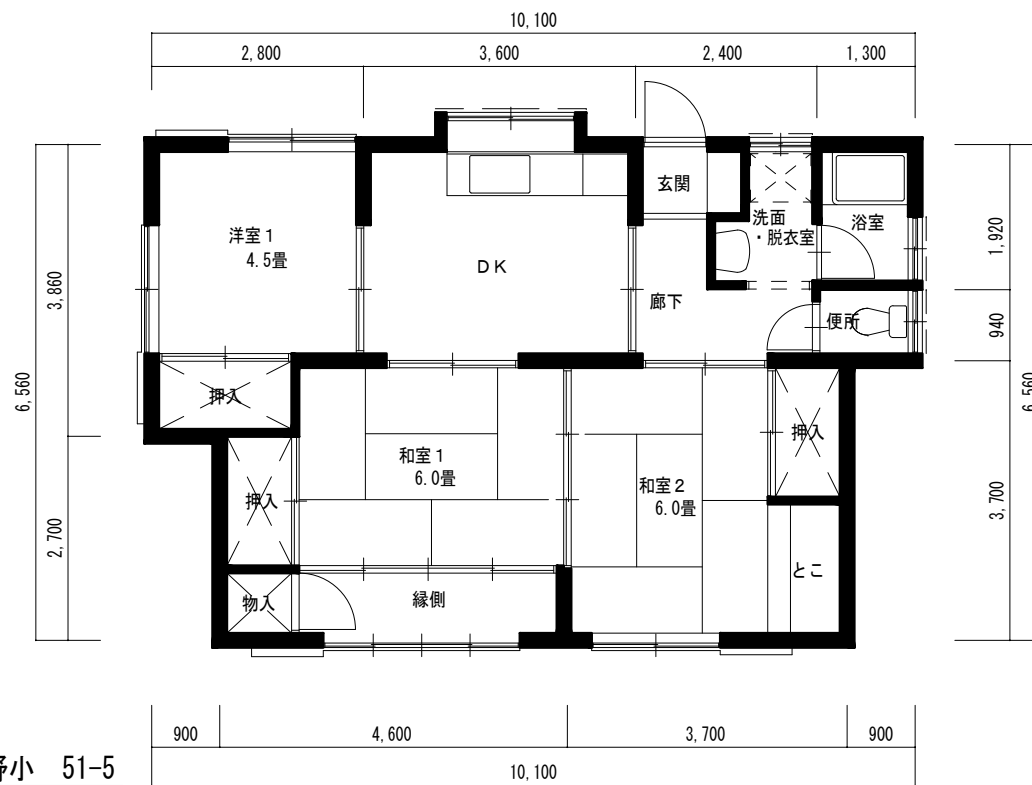 10,100
2,800
3,600
2,400
1,300
玄関
洗面
・脱衣室
浴室
洋室1
4.5畳
DK
廊下
便所
1,920
940
3,860
6,560
6,560
押入
和室1
6.0畳
押入
和室2
6.0畳
押入
3,700
2,700
とこ
物入
縁側
900
4,600
3,700
900
小 51-5
10,100